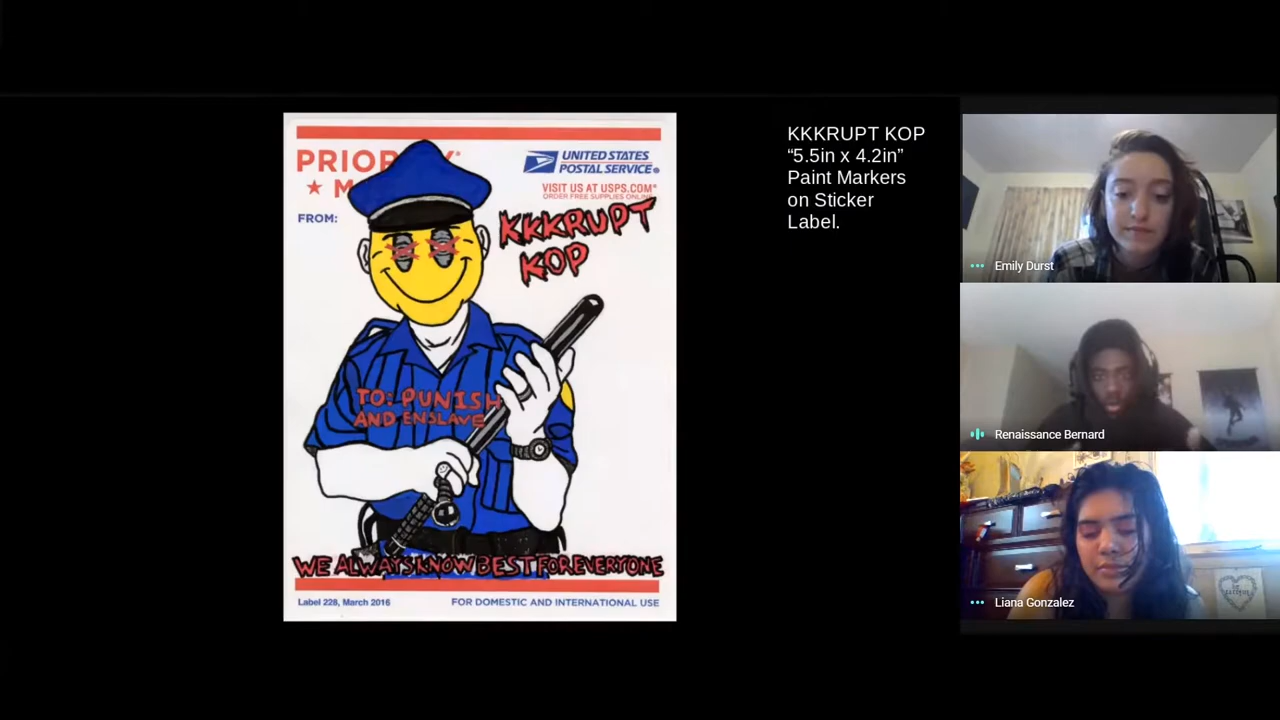 PRIOR Y®
M
UNITED STATES
POSTAL SERVICE®
VISIT US AT USPS.COM®
ORDER FREE SUPPLIES ONLINE
FROM:
KKKRUPT
KOP
TO: PUNISH
AND ENSLAVE
WE ALWAYS KNOW BEST FOR EVERYONE
Label 228, March 2016
FOR DOMESTIC AND INTERNATIONAL USE
KKKRUPT KOP
“5.5in x 4.2in”
Paint Markers
on Sticker
Label.
Emily Durst
Renaissance Bernard
Liana Gonzalez